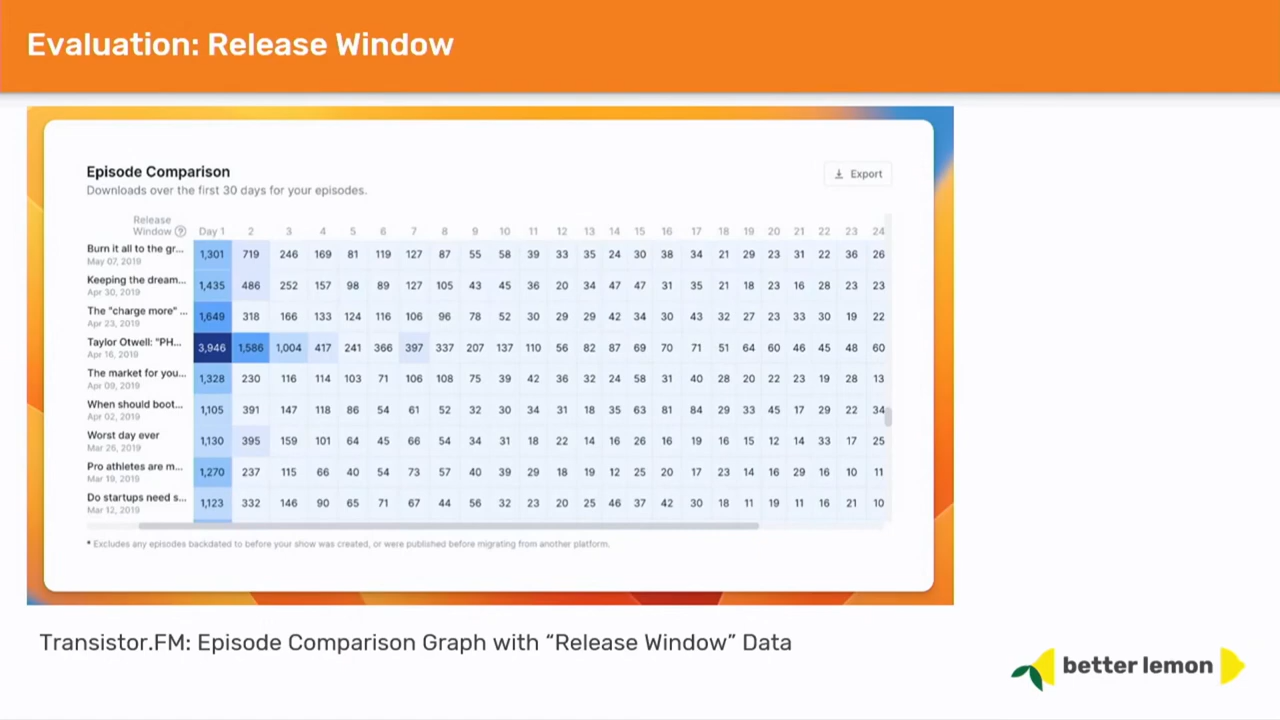 Evaluation: Release Window
Episode Comparison
Downloads over the first 30 days for your episodes.
Export
Release
Window ? Day 1 2 3 4 5 6 7 8 9 10 11 12 13 14 15 16 17 18 19 20 21 22 23 24
Burn it all to the gr... 1,301 719 246 169 81 119 127 87 55 58 39 33 35 24 30 38 34 21 29 23 31 22 36 26
May 07, 2019
Keeping the dream... 1,435 486 252 157 98 89 127 105 43 45 36 20 34 47 47 31 35 21 18 23 16 28 23 23
Apr 30, 2019
The "charge more" ... 1,649 318 166 133 124 116 106 96 78 52 30 29 29 42 34 30 43 32 27 23 33 30 19 22
Apr 23, 2019
Taylor Otwell: "PH... 3,946 1,586 1,004 417 241 366 397 337 207 137 110 56 82 87 69 70 71 51 64 60 46 45 48 60
Apr 16, 2019
The market for you... 1,328 230 116 114 103 71 106 108 75 39 42 36 32 24 58 31 40 28 20 22 23 19 28 13
Apr 09, 2019
When should boot... 1,105 391 147 118 86 54 61 52 32 30 34 31 18 35 63 81 84 29 33 45 17 29 22 34
Apr 02, 2019
Worst day ever 1,130 395 159 101 64 45 66 54 34 31 18 22 14 16 26 16 19 16 15 12 14 33 17 25
Mar 26, 2019
Pro athletes are m... 1,270 237 115 66 40 54 73 57 40 39 29 18 19 12 25 20 17 23 14 16 29 16 10 11
Mar 19, 2019
Do startups need s... 1,123 332 146 90 65 71 67 44 56 32 23 20 25 46 37 42 30 18 11 19 11 16 21 10
Mar 12, 2019
* Excludes any episodes backdated to before your show was created, or were published before migrating from another platform.
Transistor.FM: Episode Comparison Graph with “Release Window” Data
better lemon